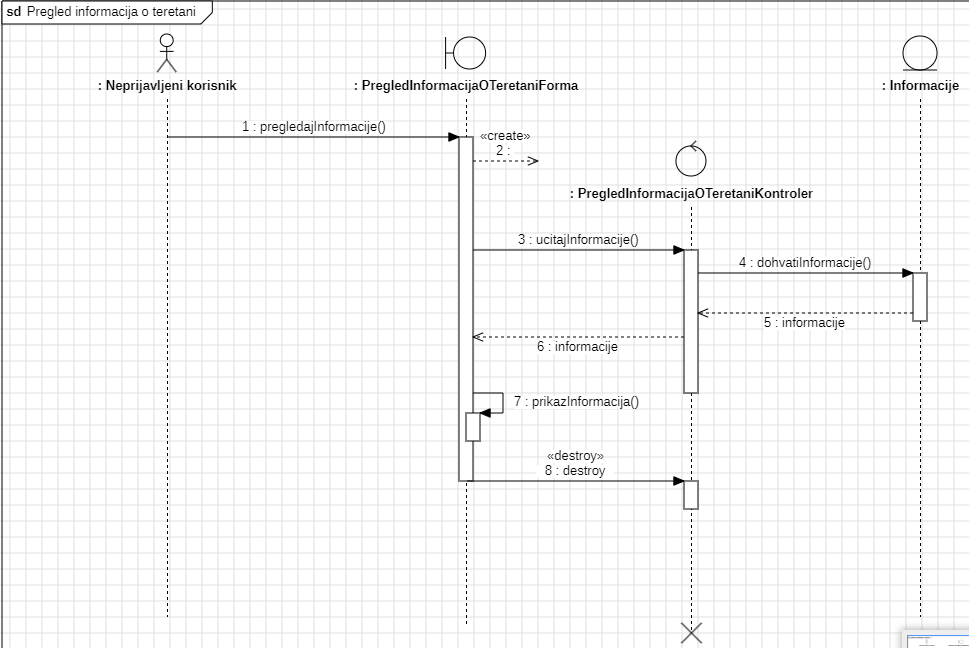 sd Pregled informacija o teretani
: Neprijavljeni korisnik
: PregledInformacijaOTeretaniForma
: Informacije
1 : pregledajInformacije()
«create»
2 :
: PregledInformacijaOTeretaniKontroler
3 : ucitajInformacije()
4 : dohvatiInformacije()
5 : informacije
6 : informacije
7 : prikazInformacija()
«destroy»
8 : destroy